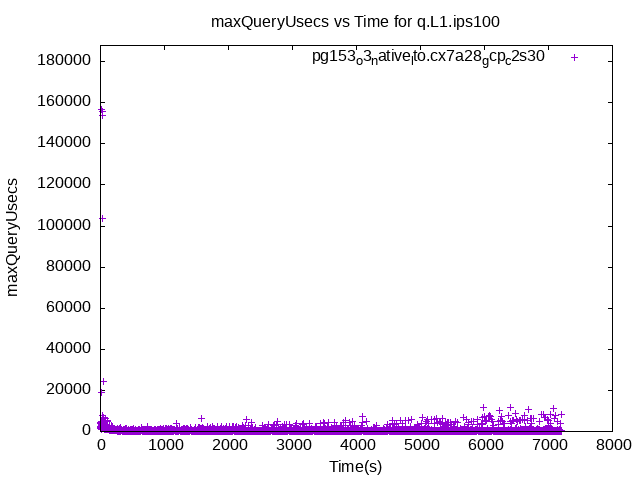 maxQueryUsecs vs Time for q.L1.ips100
pg153o3native_lto.cx7a28gcpc2s30
180000
160000
140000
120000
100000
80000
60000
40000
20000
0
maxQueryUsecs
0 1000 2000 3000 4000 5000 6000 7000 8000
Time(s)